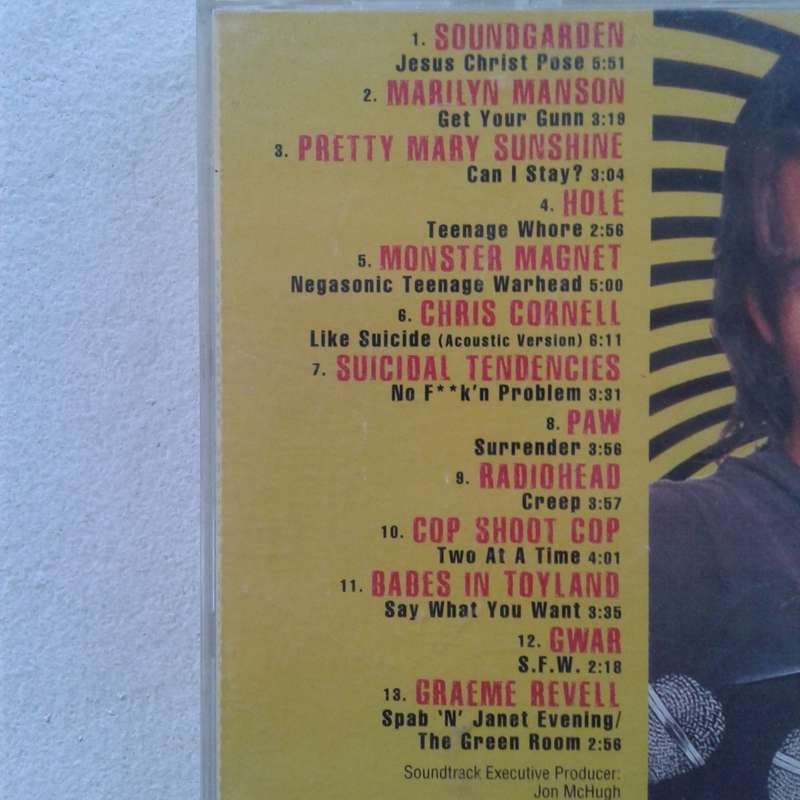 1. SOUNDGARDEN
Jesus Christ Pose 5:51
2. MARILYN MANSON
Get Your Gunn 3:19
3. PRETTY MARY SUNSHINE
Can I Stay? 3:04
4. HOLE
Teenage Whore 2:56
5. MONSTER MAGNET
Negasonic Teenage Warhead 5:00
6. CHRIS CORNELL
Like Suicide (Acoustic Version) 6:11
7. SUICIDAL TENDENCIES
No F**k'n Problem 3:31
8. PAW
Surrender 3:56
9. RADIOHEAD
Creep 3:57
10. COP SHOOT COP
Two At A Time 4:01
11. BABES IN TOYLAND
Say What You Want 3:35
12. GWAR
S.F.W. 2:18
13. GRAEME REVELL
Spab 'N' Janet Evening/
The Green Room 2:56
Soundtrack Executive Producer:
Jon McHugh